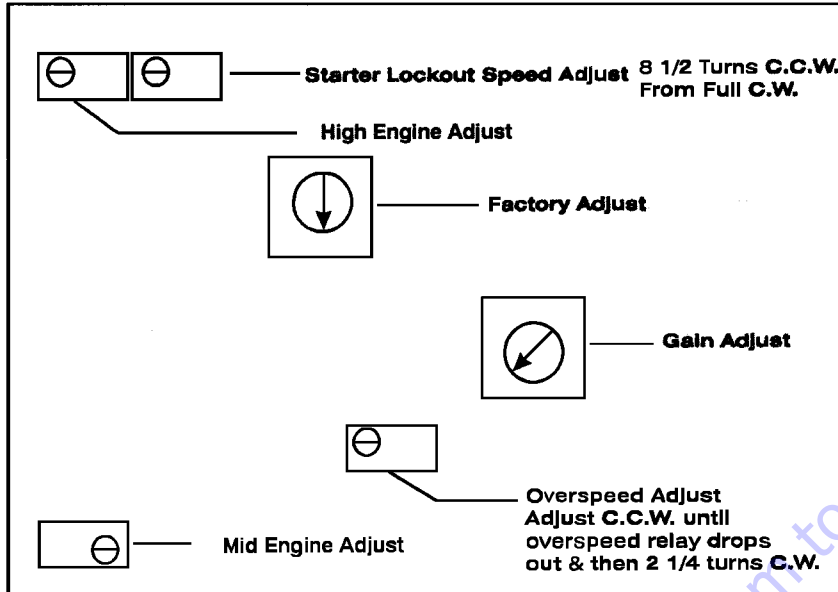 Starter Lockout Speed Adjust 8 1/2 Turns C.C.W.
From Full C.W.
High Engine Adjust
Factory Adjust
Gain Adjust
Overspeed Adjust
Adjust C.C.W. until
overspeed relay drops
out & then 2 1/4 turns C.W.
Mid Engine Adjust